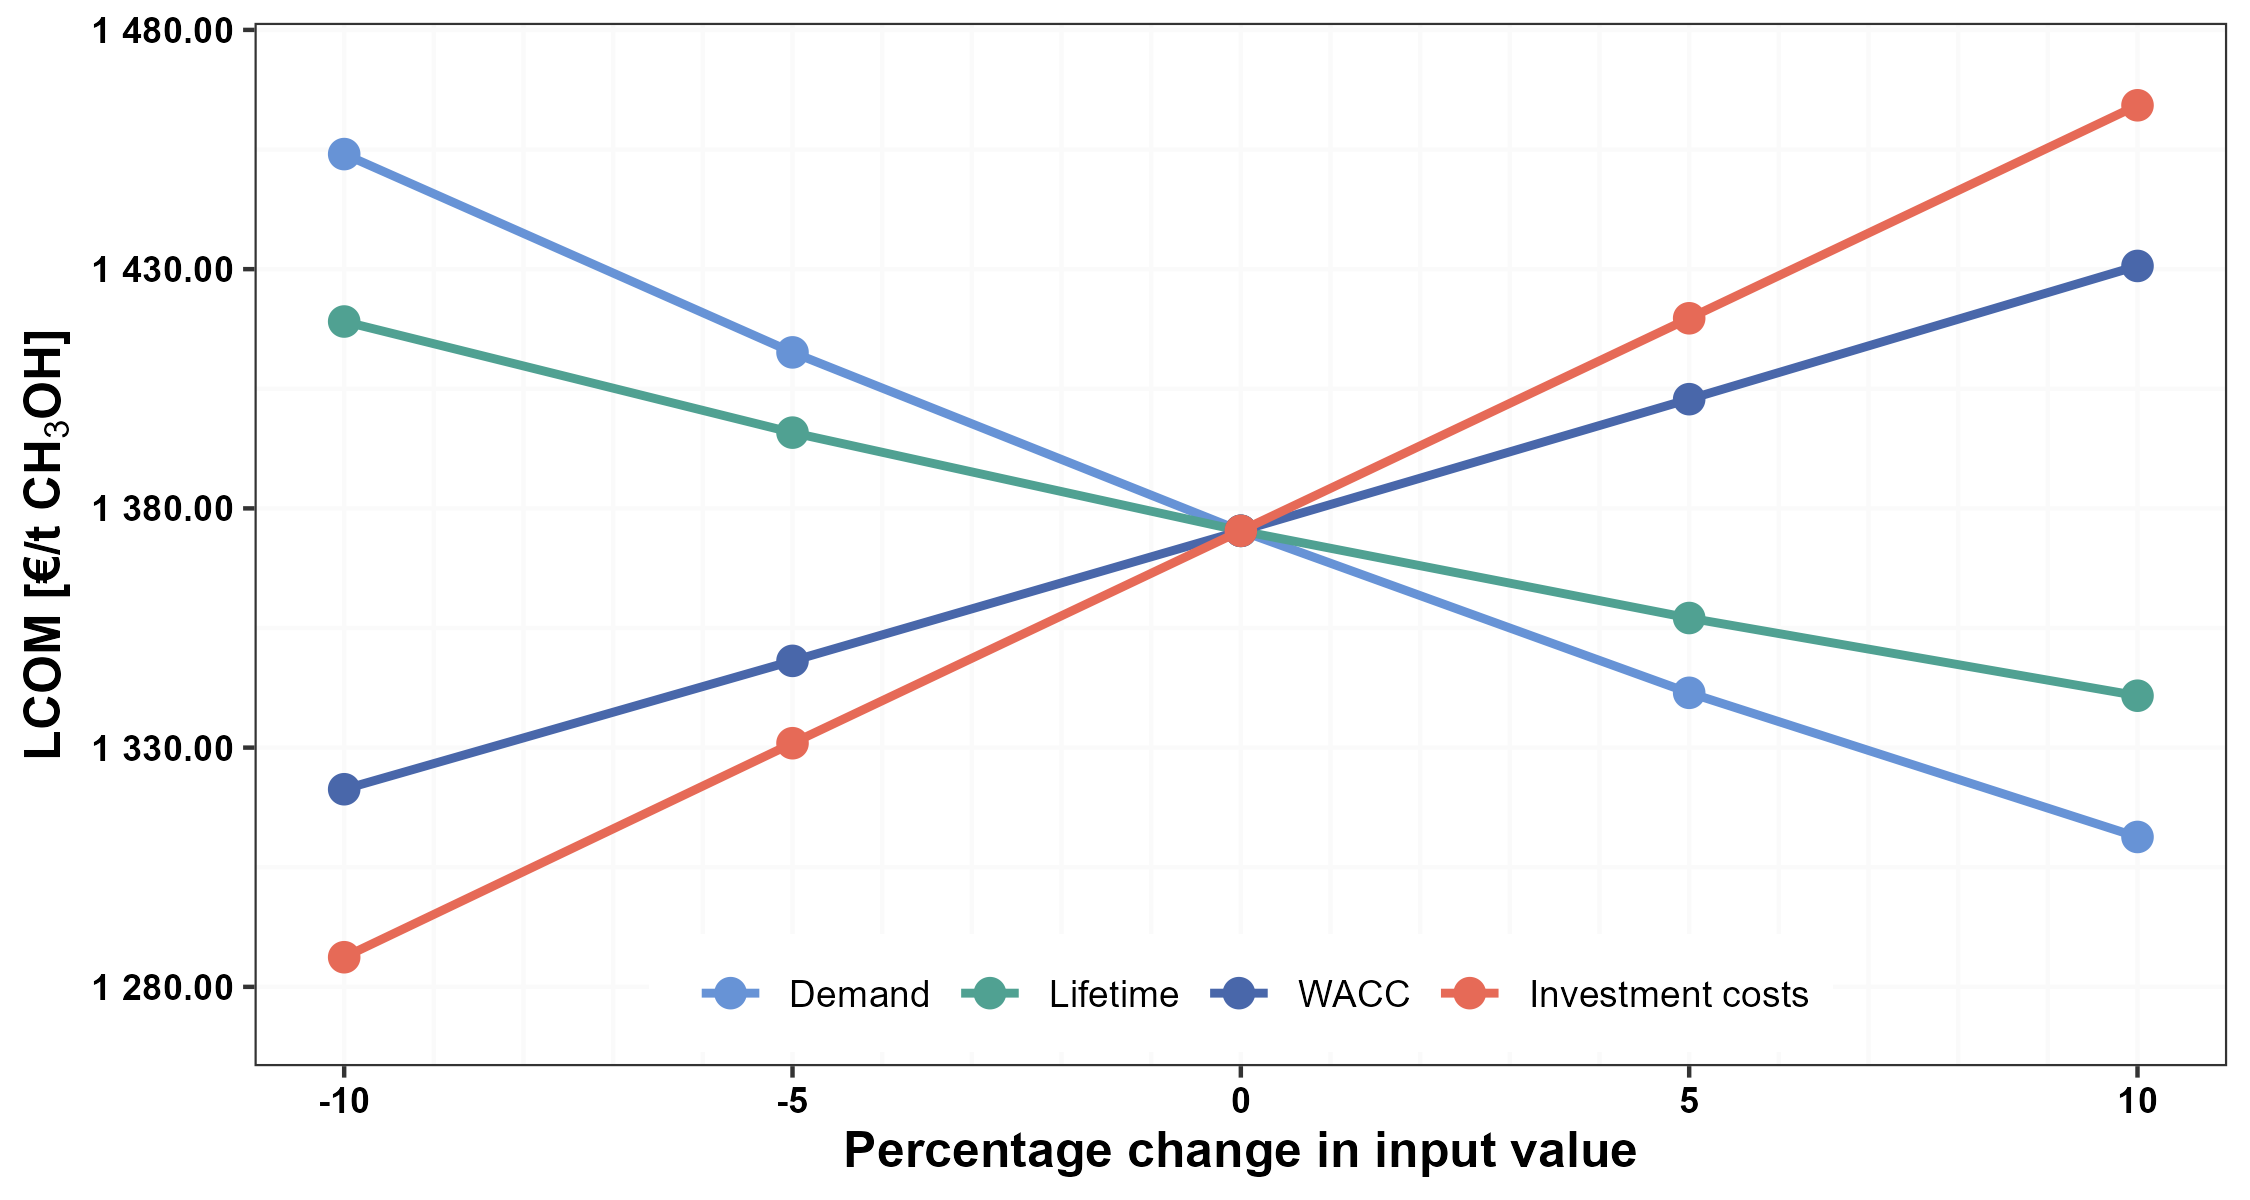 1 480.00
1 430.00
1 380.00
1 330.00
1 280.00
LCOM [€/t CH₃OH]
Demand Lifetime WACC Investment costs
-10 -5 0 5 10
Percentage change in input value